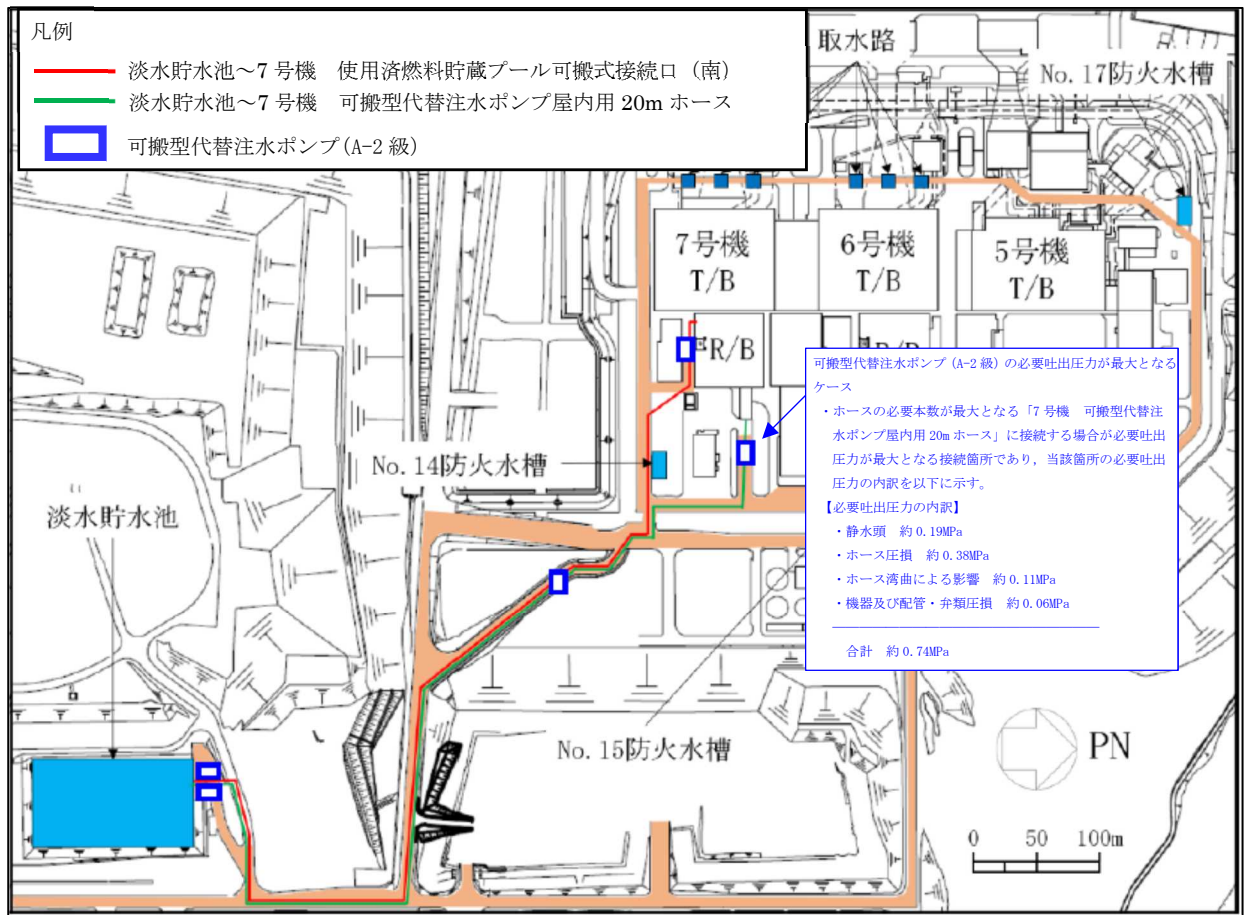 凡例
淡水貯水池～7 号機　使用済燃料貯蔵プール可搬式接続口（南）
淡水貯水池～7 号機　可搬型代替注水ポンプ屋内用 20m ホース
可搬型代替注水ポンプ(A-2 級)
取水路
No. 17防火水槽
7号機
T/B
6号機
T/B
5号機
T/B
R/B
可搬型代替注水ポンプ (A-2 級) の必要吐出圧力が最大となる
ケース
・ホースの必要本数が最大となる「7 号機　可搬型代替注
水ポンプ屋内用 20m ホース」に接続する場合が必要吐出
圧力が最大となる接続箇所であり，当該箇所の必要吐出
圧力の内訳を以下に示す。
【必要吐出圧力の内訳】
・静水頭　約 0.19MPa
・ホース圧損　約 0.38MPa
・ホース湾曲による影響　約 0.11MPa
・機器及び配管・弁類圧損　約 0.06MPa
合計　約 0.74MPa
No. 14防火水槽
淡水貯水池
No. 15防火水槽
PN
0 50 100m